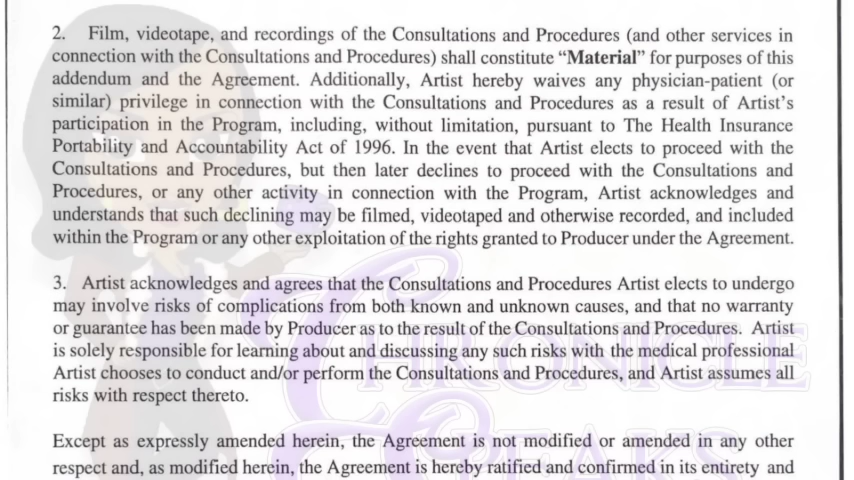 2. Film, videotape, and recordings of the Consultations and Procedures (and other services in
connection with the Consultations and Procedures) shall constitute “Material” for purposes of this
addendum and the Agreement. Additionally, Artist hereby waives any physician-patient (or
similar) privilege in connection with the Consultations and Procedures as a result of Artist’s
participation in the Program, including, without limitation, pursuant to The Health Insurance
Portability and Accountability Act of 1996. In the event that Artist elects to proceed with the
Consultations and Procedures, but then later declines to proceed with the Consultations and
Procedures, or any other activity in connection with the Program, Artist acknowledges and
understands that such declining may be filmed, videotaped and otherwise recorded, and included
within the Program or any other exploitation of the rights granted to Producer under the Agreement.
3. Artist acknowledges and agrees that the Consultations and Procedures Artist elects to undergo
may involve risks of complications from both known and unknown causes, and that no warranty
or guarantee has been made by Producer as to the result of the Consultations and Procedures. Artist
is solely responsible for learning about and discussing any such risks with the medical professional
Artist chooses to conduct and/or perform the Consultations and Procedures, and Artist assumes all
risks with respect thereto.
Except as expressly amended herein, the Agreement is not modified or amended in any other
respect and, as modified herein, the Agreement is hereby ratified and confirmed in its entirety and
CHRONICLE
SPEAKS